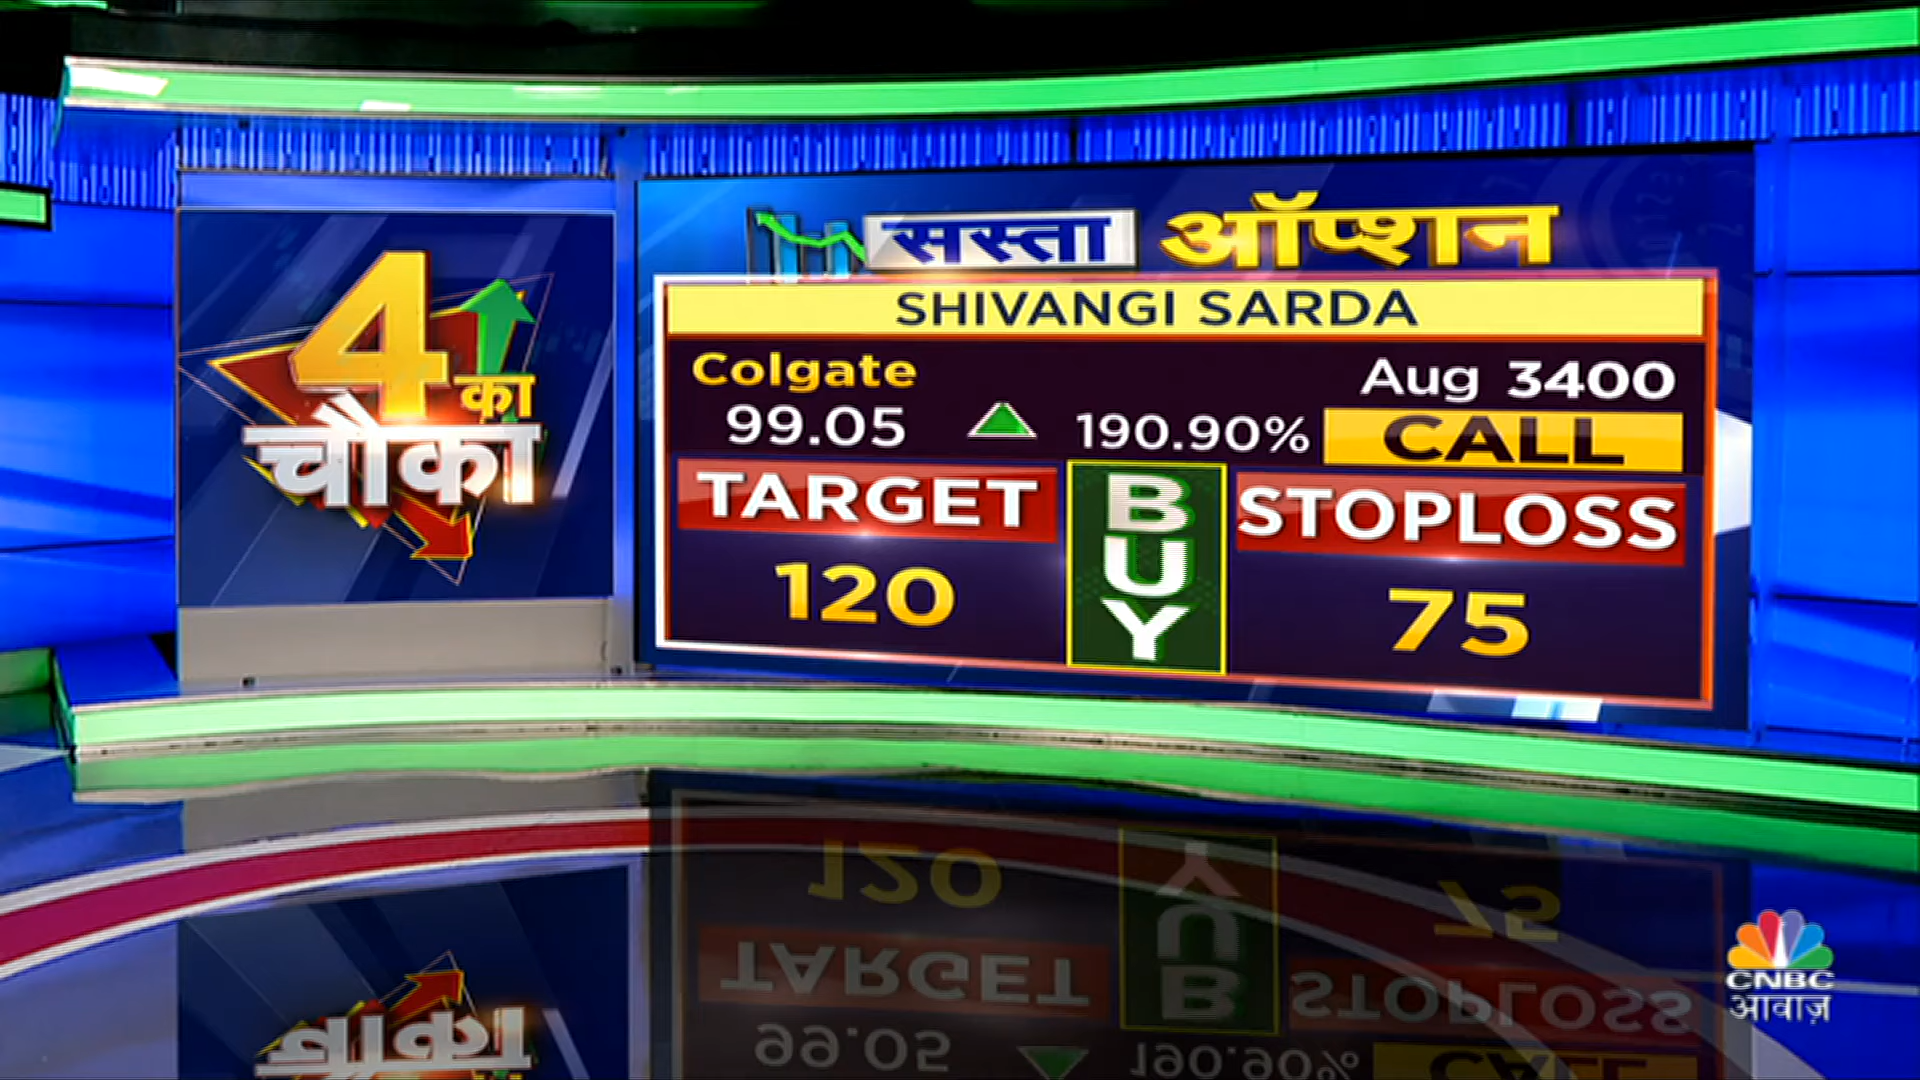 4 का
चौका
सस्ता ऑप्शन
SHIVANGI SARDA
Colgate
Aug 3400
99.05
190.90%
CALL
TARGET
BUY
STOPLOSS
120
75
CNBC
आवाज़